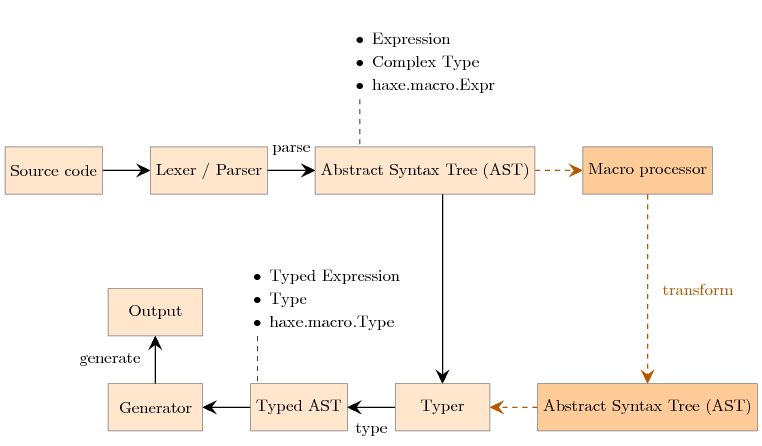 • Expression
• Complex Type
• haxe.macro.Expr
parse
Source code
Lexer / Parser
Abstract Syntax Tree (AST)
Macro processor
• Typed Expression
• Type
• haxe.macro.Type
transform
Output
generate
Generator
Typed AST
Typer
Abstract Syntax Tree (AST)
type